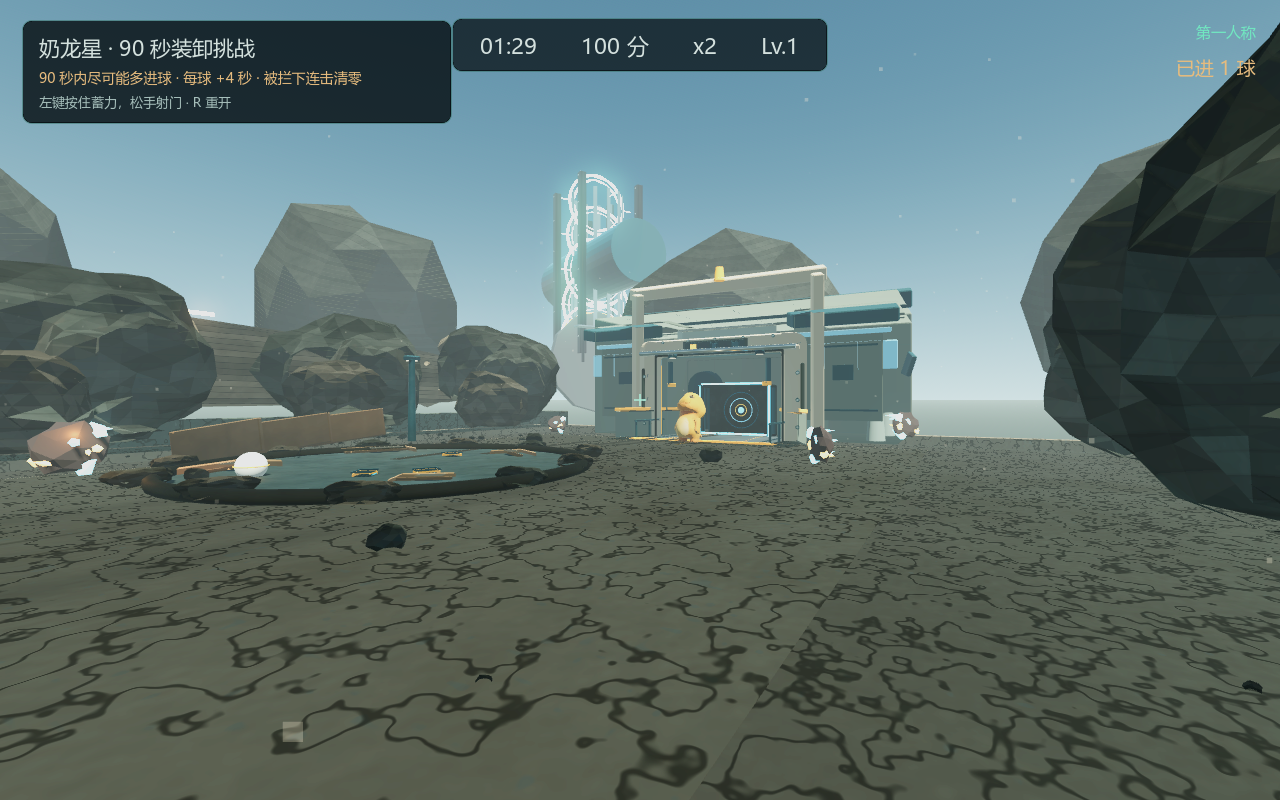 奶龙星 · 90 秒装卸挑战
90 秒内尽可能多进球 · 每球 +4 秒 · 被拦下连击清零
左键按住蓄力，松手射门 · R 重开
01:29 100 分 x2 Lv.1
第一人称
已进 1 球